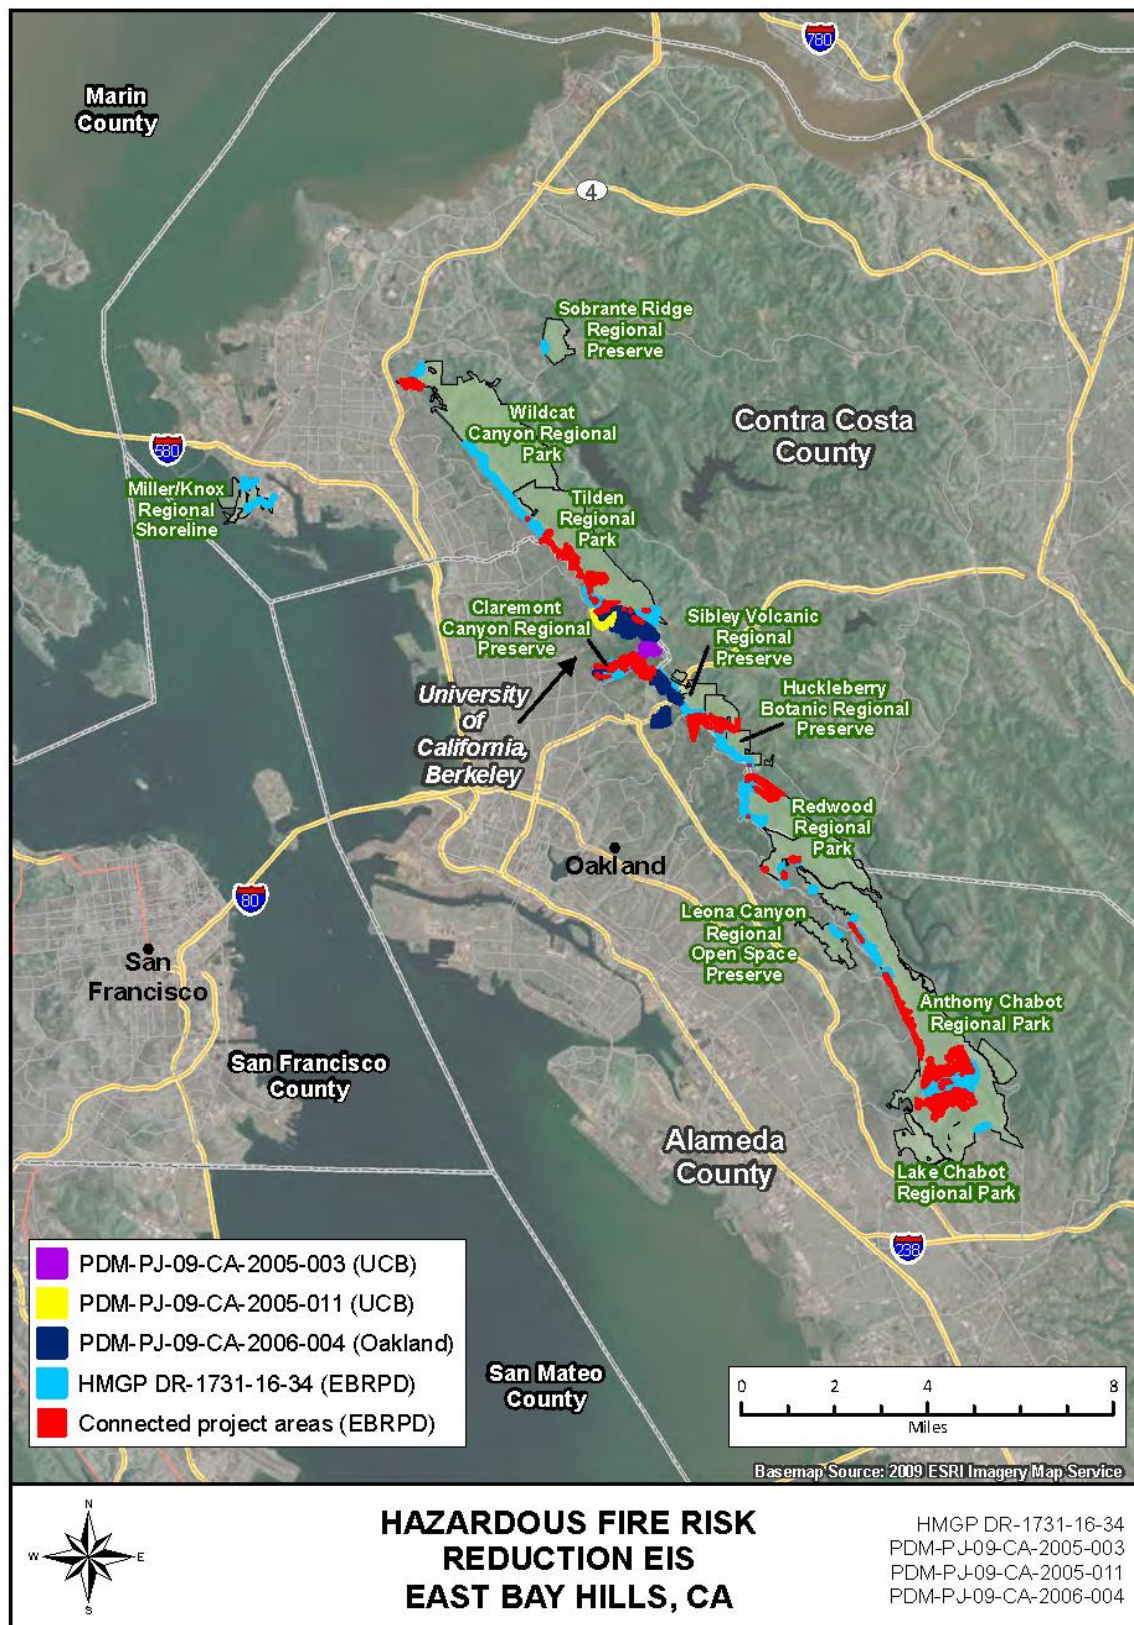 780
Marin
County
4
Sobrante Ridge
Regional
Preserve
Wildcat
Canyon Regional
Park
Contra Costa
County
580
Miller/Knox
Regional
Shoreline
Tilden
Regional
Park
Claremont
Canyon Regional
Preserve
Sibley Volcanic
Regional
Preserve
University
of
California,
Berkeley
Huckleberry
Botanic Regional
Preserve
Redwood
Regional
Park
Oakland
80
Leona Canyon
Regional
Open Space
Preserve
San
Francisco
Anthony Chabot
Regional Park
San Francisco
County
Alameda
County
Lake Chabot
Regional Park
238
PDM-PJ-09-CA-2005-003 (UCB)
PDM-PJ-09-CA-2005-011 (UCB)
PDM-PJ-09-CA-2006-004 (Oakland)
HMGP DR-1731-16-34 (EBRPD)
Connected project areas (EBRPD)
San Mateo
County
0 2 4 8
Miles
Basemap Source: 2009 ESRI Imagery Map Service
N
W E
S
HAZARDOUS FIRE RISK
REDUCTION EIS
EAST BAY HILLS, CA
HMGP DR-1731-16-34
PDM-PJ-09-CA-2005-003
PDM-PJ-09-CA-2005-011
PDM-PJ-09-CA-2006-004